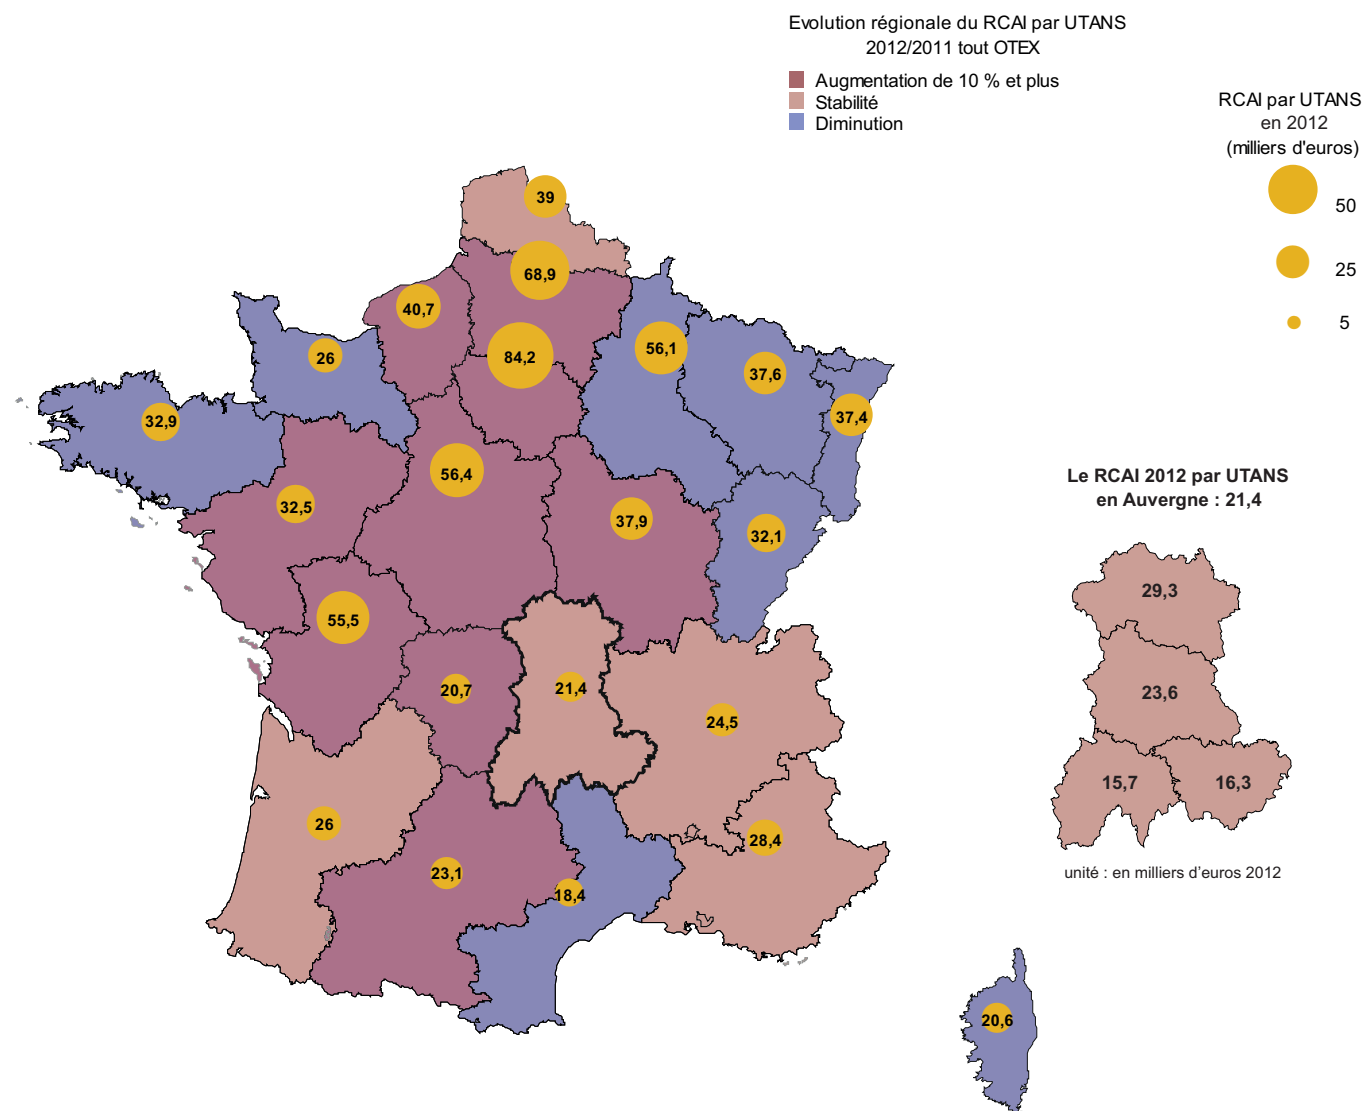 Evolution régionale du RCAI par UTANS
2012/2011 tout OTEX
Augmentation de 10 % et plus
Stabilité
Diminution
RCAI par UTANS
en 2012
(milliers d'euros)
50
25
5
39
68,9
40,7
84,2
26
56,1
37,6
37,4
32,9
56,4
32,5
37,9
32,1
55,5
20,7
21,4
24,5
26
28,4
23,1
18,4
20,6
Le RCAI 2012 par UTANS
en Auvergne : 21,4
29,3
23,6
15,7
16,3
unité : en milliers d’euros 2012